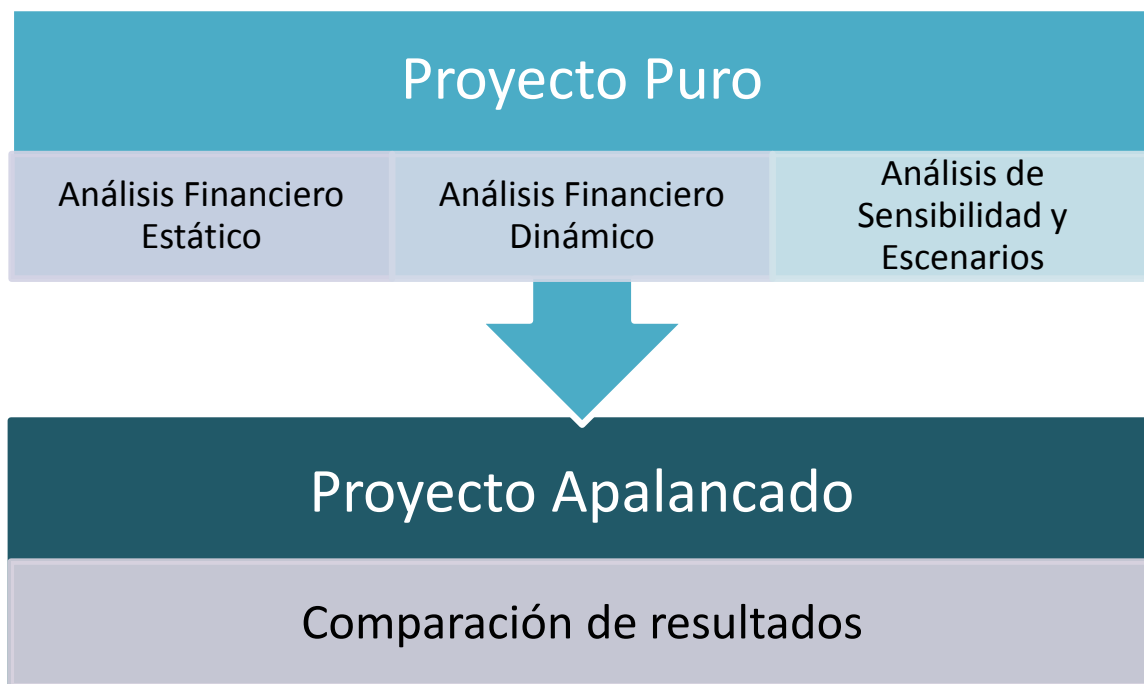 Proyecto Puro
Análisis Financiero
Estático
Análisis Financiero
Dinámico
Análisis de
Sensibilidad y
Escenarios
Proyecto Apalancado
Comparación de resultados